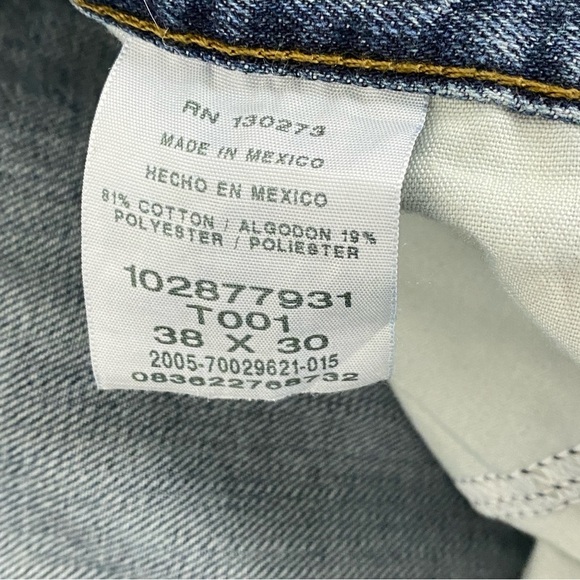 RN 130273
MADE IN MEXICO
HECHO EN MEXICO
81% COTTON / ALGODON 19%
POLYESTER / POLIESTER
102877931
T001
38 X 30
2005-70029621-015
083622768732